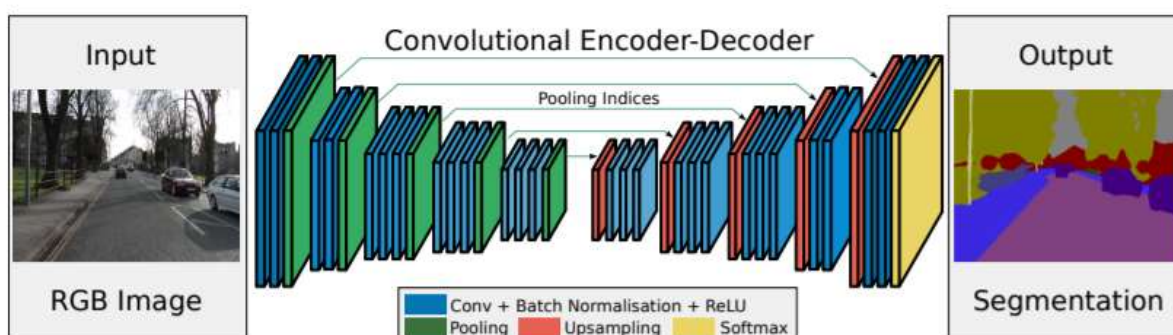 Input
RGB Image
Convolutional Encoder-Decoder
Pooling Indices
Conv + Batch Normalisation + ReLU
Pooling Upsampling Softmax
Output
Segmentation